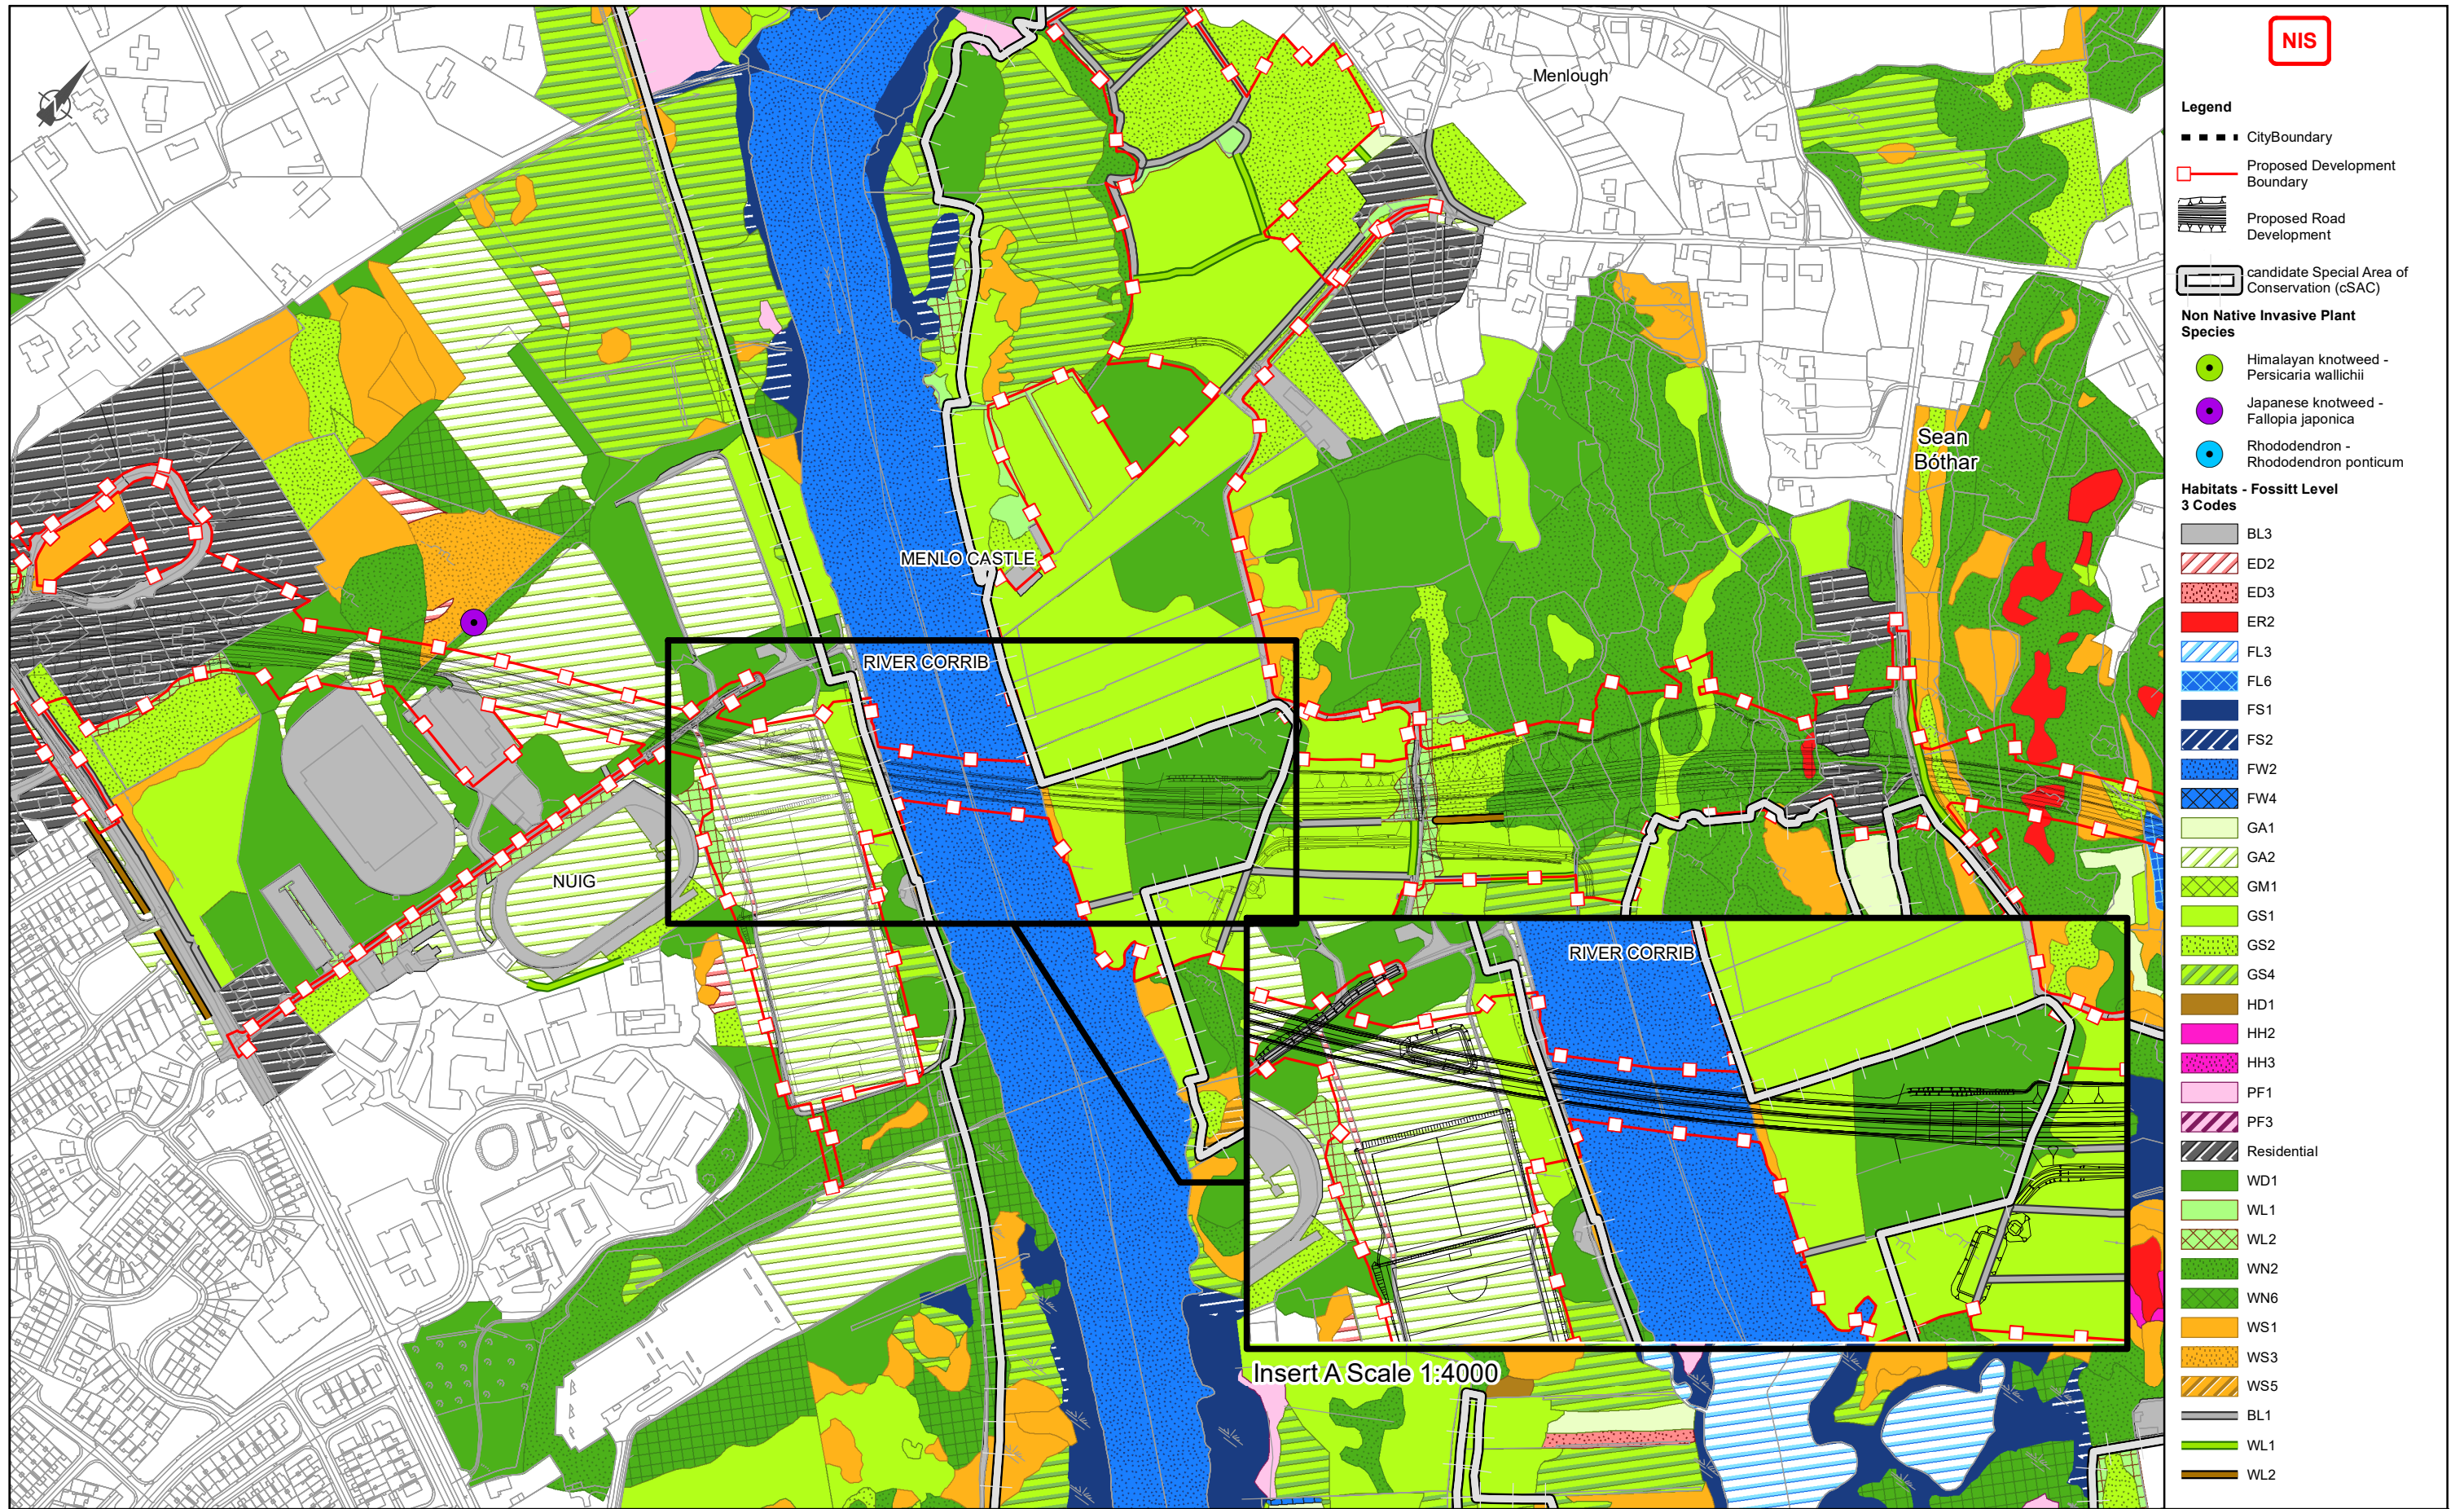 Menlough
Sean
Bóthar
MENLO CASTLE
RIVER CORRIB
NUIG
RIVER CORRIB
Insert A Scale 1:4000
NIS
Legend
CityBoundary
Proposed Development
Boundary
Proposed Road
Development
candidate Special Area of
Conservation (cSAC)
Non Native Invasive Plant
Species
Himalayan knotweed -
Persicaria wallichii
Japanese knotweed -
Fallopia japonica
Rhododendron -
Rhododendron ponticum
Habitats - Fossitt Level
3 Codes
BL3
ED2
ED3
ER2
FL3
FL6
FS1
FS2
FW2
FW4
GA1
GA2
GM1
GS1
GS2
GS4
HD1
HH2
HH3
PF1
PF3
Residential
WD1
WL1
WL2
WN2
WN6
WS1
WS3
WS5
BL1
WL1
WL2